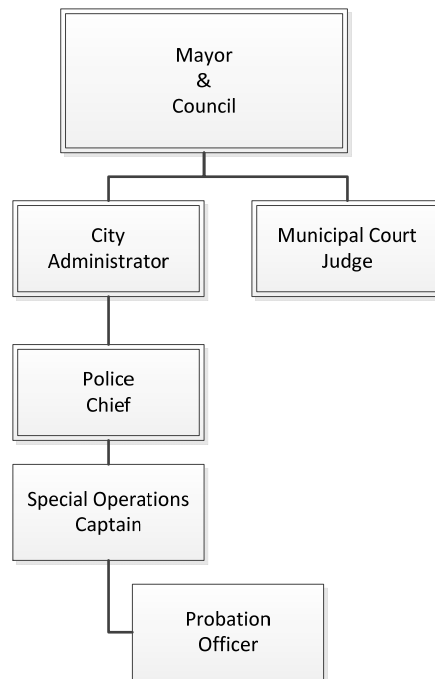 Mayor
&
Council
City
Administrator
Municipal Court
Judge
Police
Chief
Special Operations
Captain
Probation
Officer